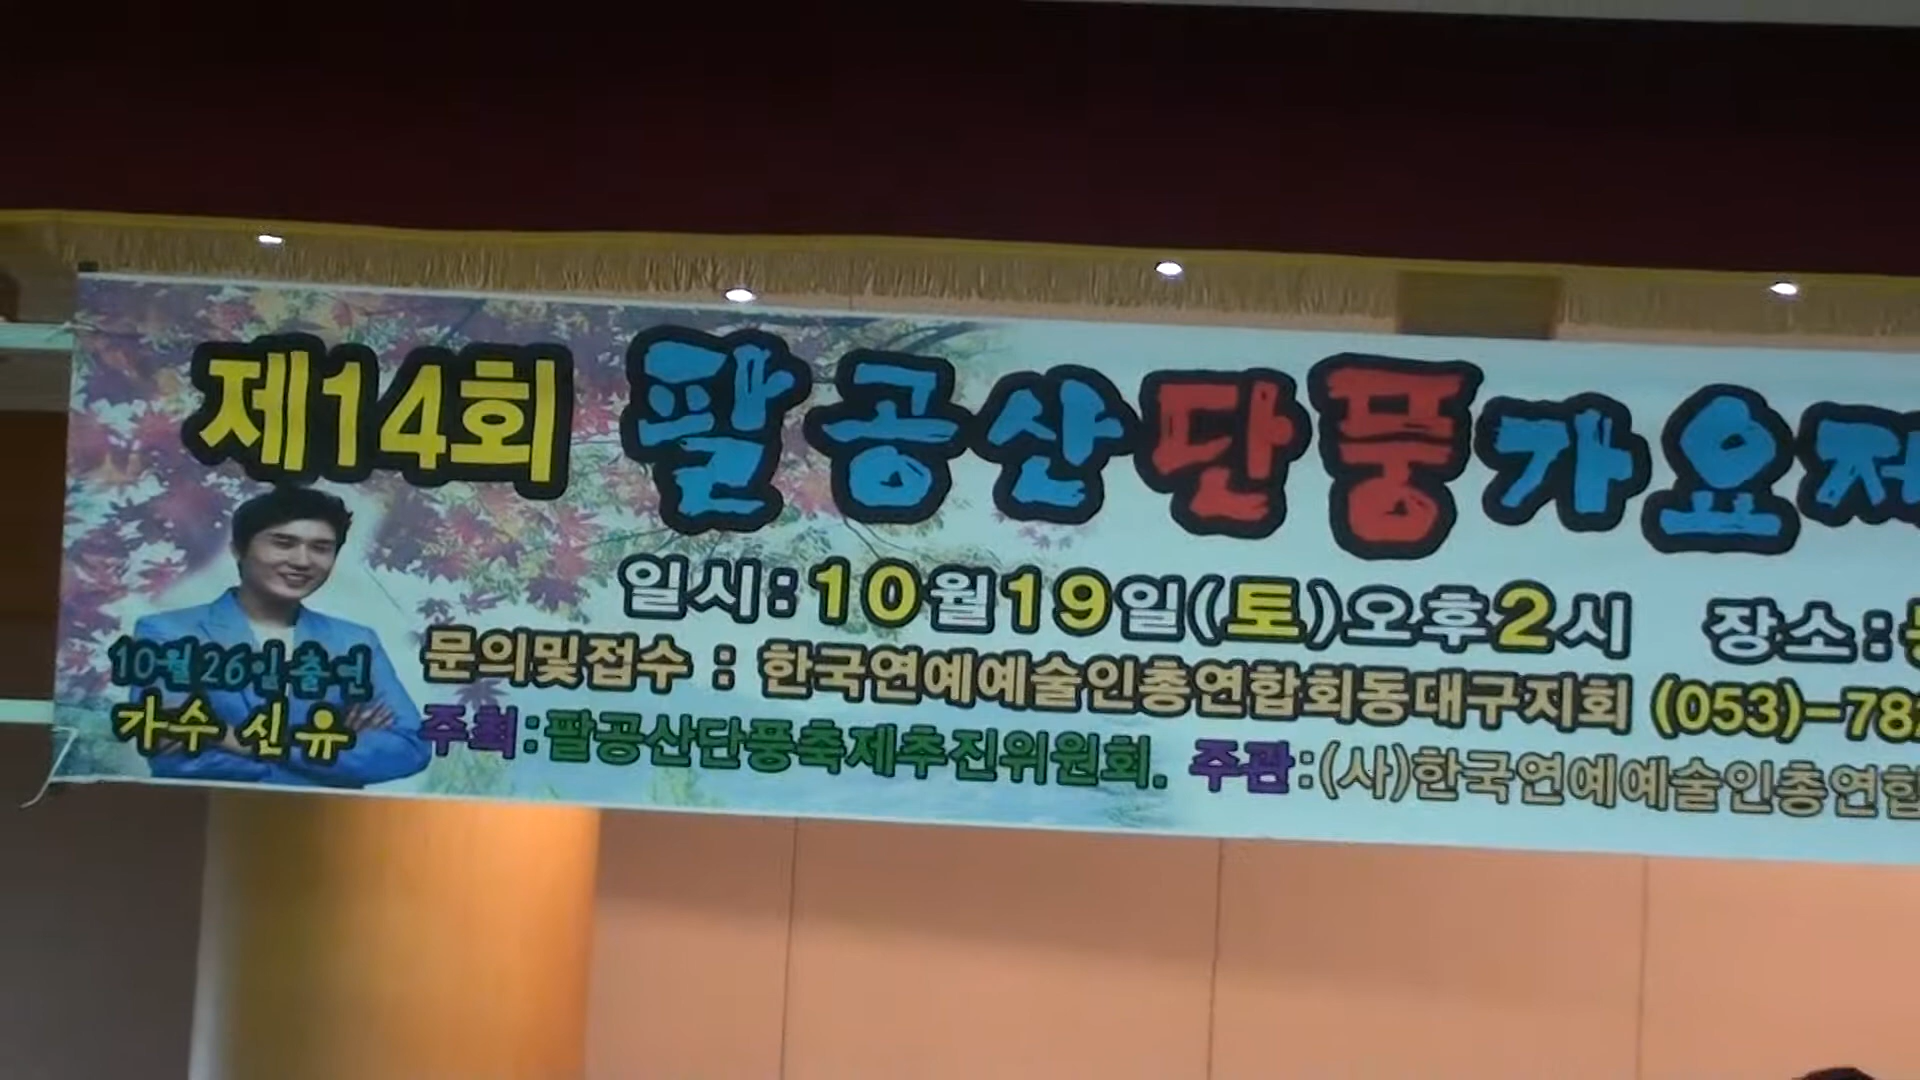 제14회 팔공산단풍가요제
일시:10월19일(토)오후2시 장소:
문의및접수 : 한국연예예술인총연합회동대구지회 (053)-78
주최:팔공산단풍축제추진위원회. 주관:(사)한국연예예술인총연합
10월26일 출연
가수 신유